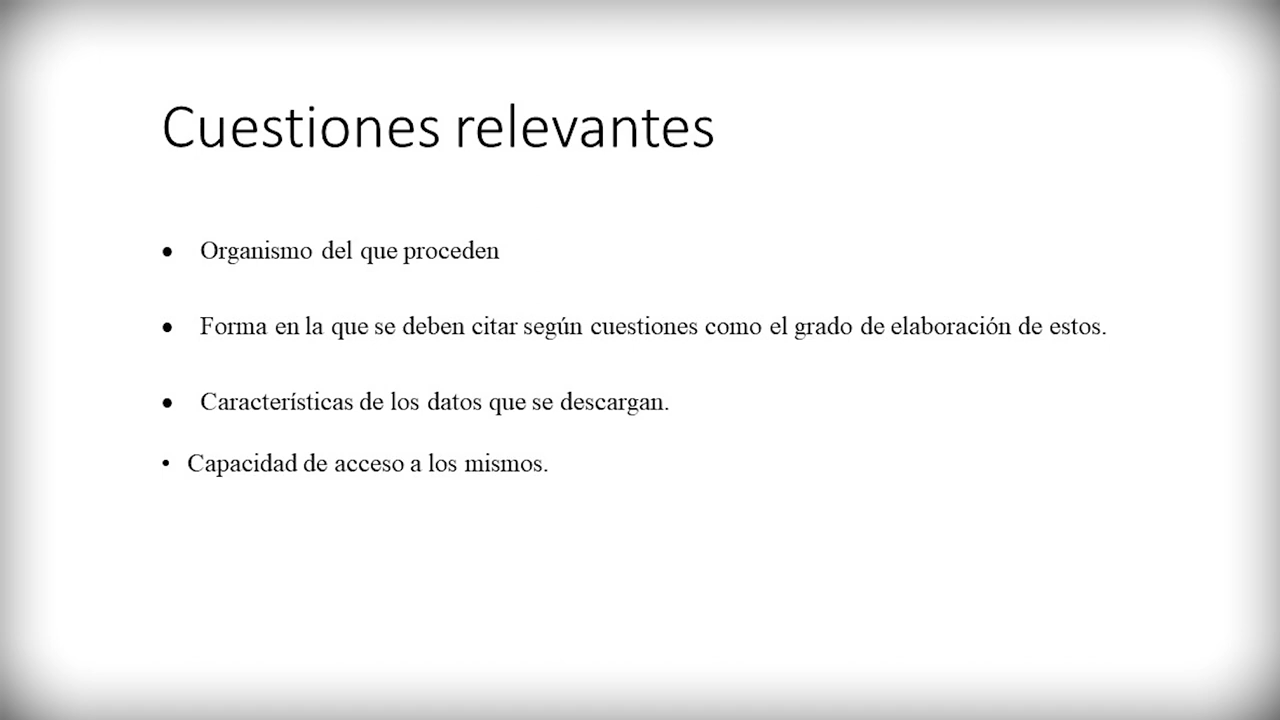 Cuestiones relevantes
• Organismo del que proceden
• Forma en la que se deben citar según cuestiones como el grado de elaboración de estos.
• Características de los datos que se descargan.
• Capacidad de acceso a los mismos.